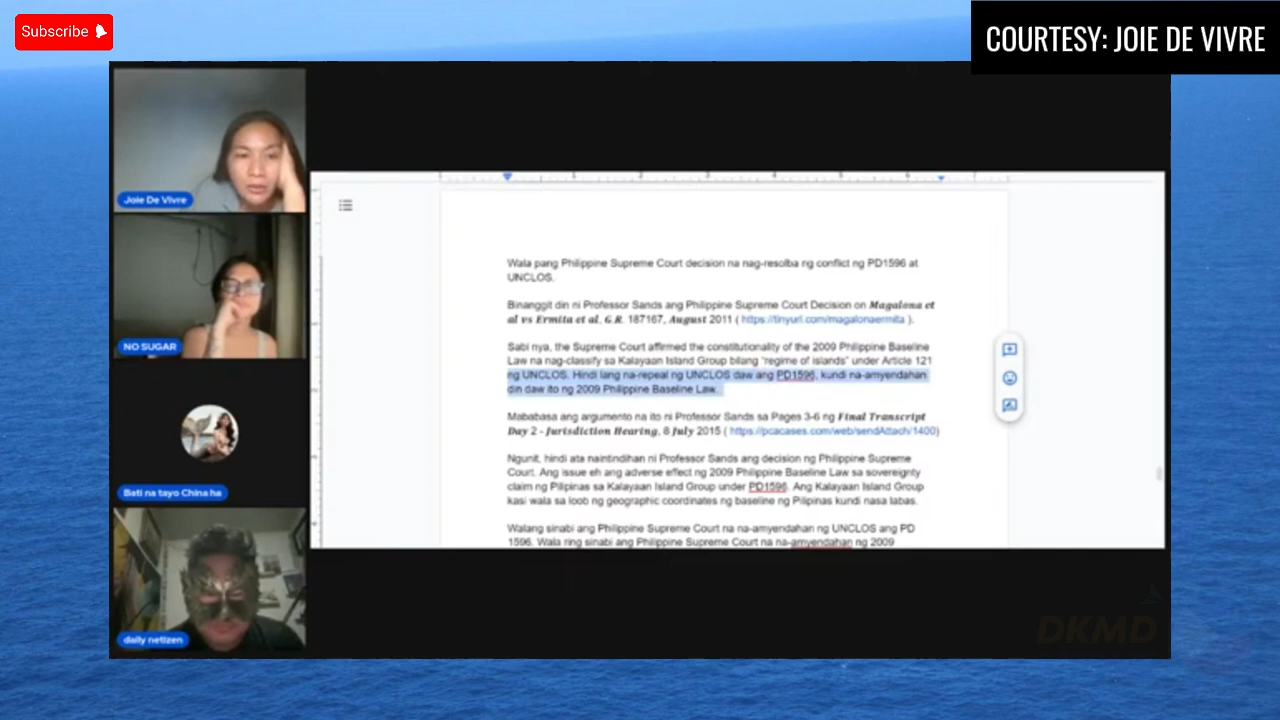 Subscribe
COURTESY: JOIE DE VIVRE
Joie De Vivre
NO SUGAR
Bati na tayo China ha
daily netizen
Wala pang Philippine Supreme Court decision na nag-resolba ng conflict ng PD1596 at
UNCLOS.
Binanggit din ni Professor Sands ang Philippine Supreme Court Decision on Magalona et
al vs Ermita et al, G.R. 187167, August 2011 ( https://tinyurl.com/magalonaermita ).
Sabi nya, the Supreme Court affirmed the constitutionality of the 2009 Philippine Baseline
Law na nag-classify sa Kalayaan Island Group bilang “regime of islands” under Article 121
ng UNCLOS. Hindi lang na-repeal ng UNCLOS daw ang PD1596, kundi na-amyendahan
din daw ito ng 2009 Philippine Baseline Law.
Mababasa ang argumento na ito ni Professor Sands sa Pages 3-6 ng Final Transcript
Day 2 - Jurisdiction Hearing, 8 July 2015 ( https://pcacases.com/web/sendAttach/1400)
Ngunit, hindi ata naintindihan ni Professor Sands ang decision ng Philippine Supreme
Court. Ang issue eh ang adverse effect ng 2009 Philippine Baseline Law sa sovereignty
claim ng Pilipinas sa Kalayaan Island Group under PD1596. Ang Kalayaan Island Group
kasi wala sa loob ng geographic coordinates ng baseline ng Pilipinas kundi nasa labas.
Walang sinabi ang Philippine Supreme Court na na-amyendahan ng UNCLOS ang PD
1596. Wala ring sinabi ang Philippine Supreme Court na na-amyendahan ng 2009
DKMD